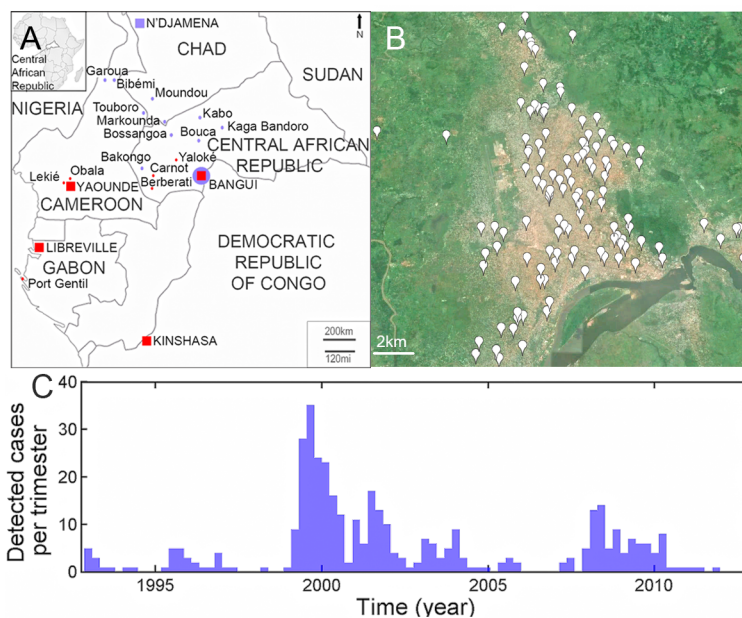 A
Central
African
Republic
N'DJAMENA
N
CHAD
SUDAN
Garoua
Bibémi
Moundou
NIGERIA
Touboro
Markounda
Bossangoa
Kabo
Bouca
Kaga Bandoro
CENTRAL AFRICAN
REPUBLIC
Bakongo
Yaloké
Carnot
Berberati
BANGUI
Lekié
Obala
YAOUNDE
CAMEROON
LIBREVILLE
GABON
Port Gentil
DEMOCRATIC
REPUBLIC
OF CONGO
KINSHASA
200km
120mi
B
2km
C
Detected cases
per trimester
40
30
20
10
0
1995
2000
2005
2010
Time (year)